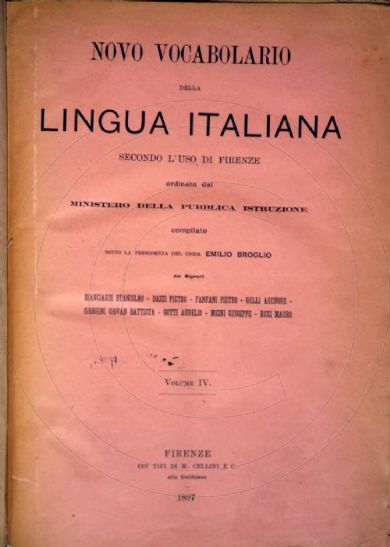 NOVO VOCABOLARIO
DELLA
LINGUA ITALIANA
SECONDO L'USO DI FIRENZE
ordinato dal
MINISTERO DELLA PUBBLICA ISTRUZIONE
compilato
SOTTO LA PRESIDENZA DEL COMM. EMILIO BROGLIO
dai Signori
BIANCIARDI STANISLAO - DAZZI PIETRO - FANFANI PIETRO - GELLI AGENORE -
GIORGINI GIOVAN BATTISTA - GOTTI AURELIO - MEINI GIUSEPPE - RICCI MAURO
VOLUME IV.
FIRENZE
COI TIPI DI M. CELLINI E C.
alla Galileiana
1897